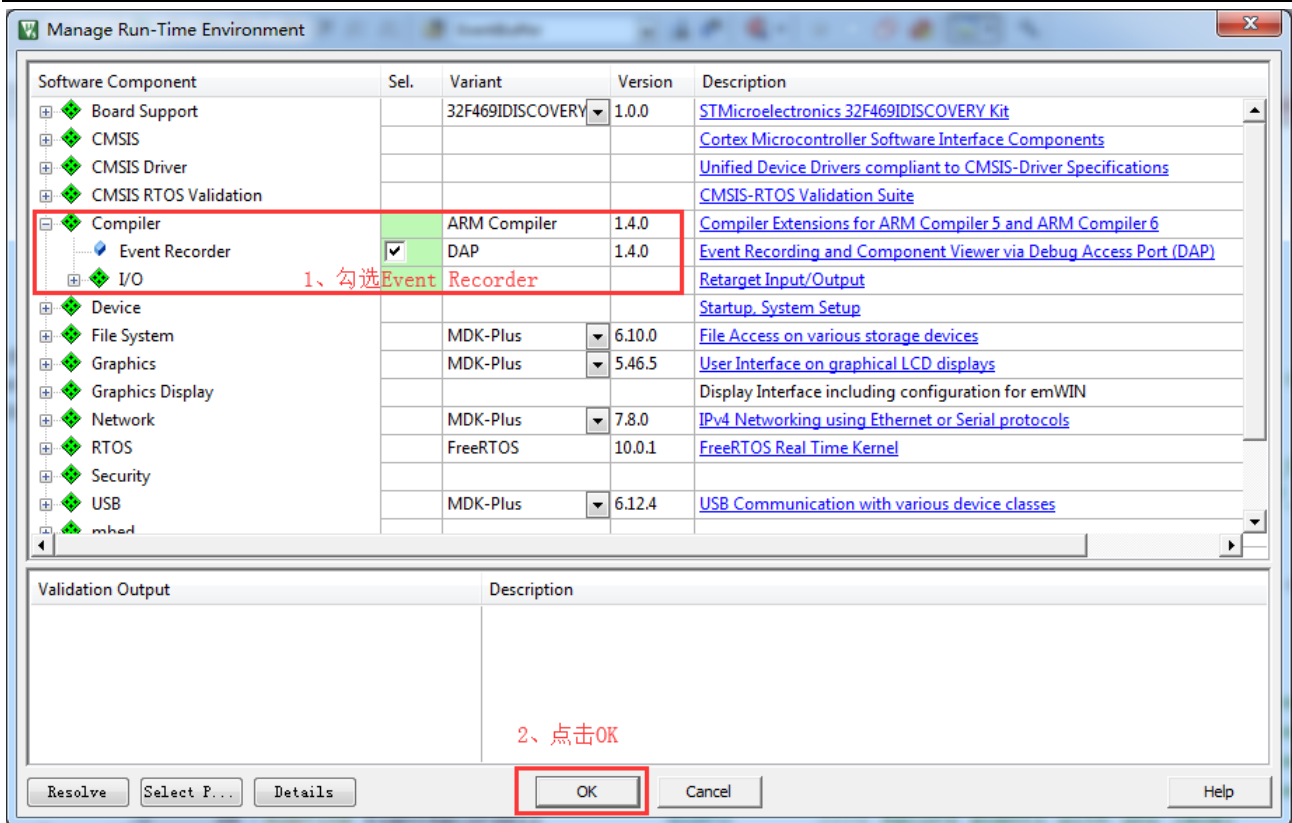 Manage Run-Time Environment
Software Component Sel. Variant Version Description
Board Support 32F469IDISCOVERY 1.0.0 STMicroelectronics 32F469IDISCOVERY Kit
CMSIS Cortex Microcontroller Software Interface Components
CMSIS Driver Unified Device Drivers compliant to CMSIS-Driver Specifications
CMSIS RTOS Validation CMSIS-RTOS Validation Suite
Compiler ARM Compiler 1.4.0 Compiler Extensions for ARM Compiler 5 and ARM Compiler 6
Event Recorder DAP 1.4.0 Event Recording and Component Viewer via Debug Access Port (DAP)
I/O 1、勾选Event Recorder Retarget Input/Output
Device Startup, System Setup
File System MDK-Plus 6.10.0 File Access on various storage devices
Graphics MDK-Plus 5.46.5 User Interface on graphical LCD displays
Graphics Display Display Interface including configuration for emWIN
Network MDK-Plus 7.8.0 IPv4 Networking using Ethernet or Serial protocols
RTOS FreeRTOS 10.0.1 FreeRTOS Real Time Kernel
Security
USB MDK-Plus 6.12.4 USB Communication with various device classes
mbed
Validation Output Description
2、点击OK
Resolve Select P... Details OK Cancel Help